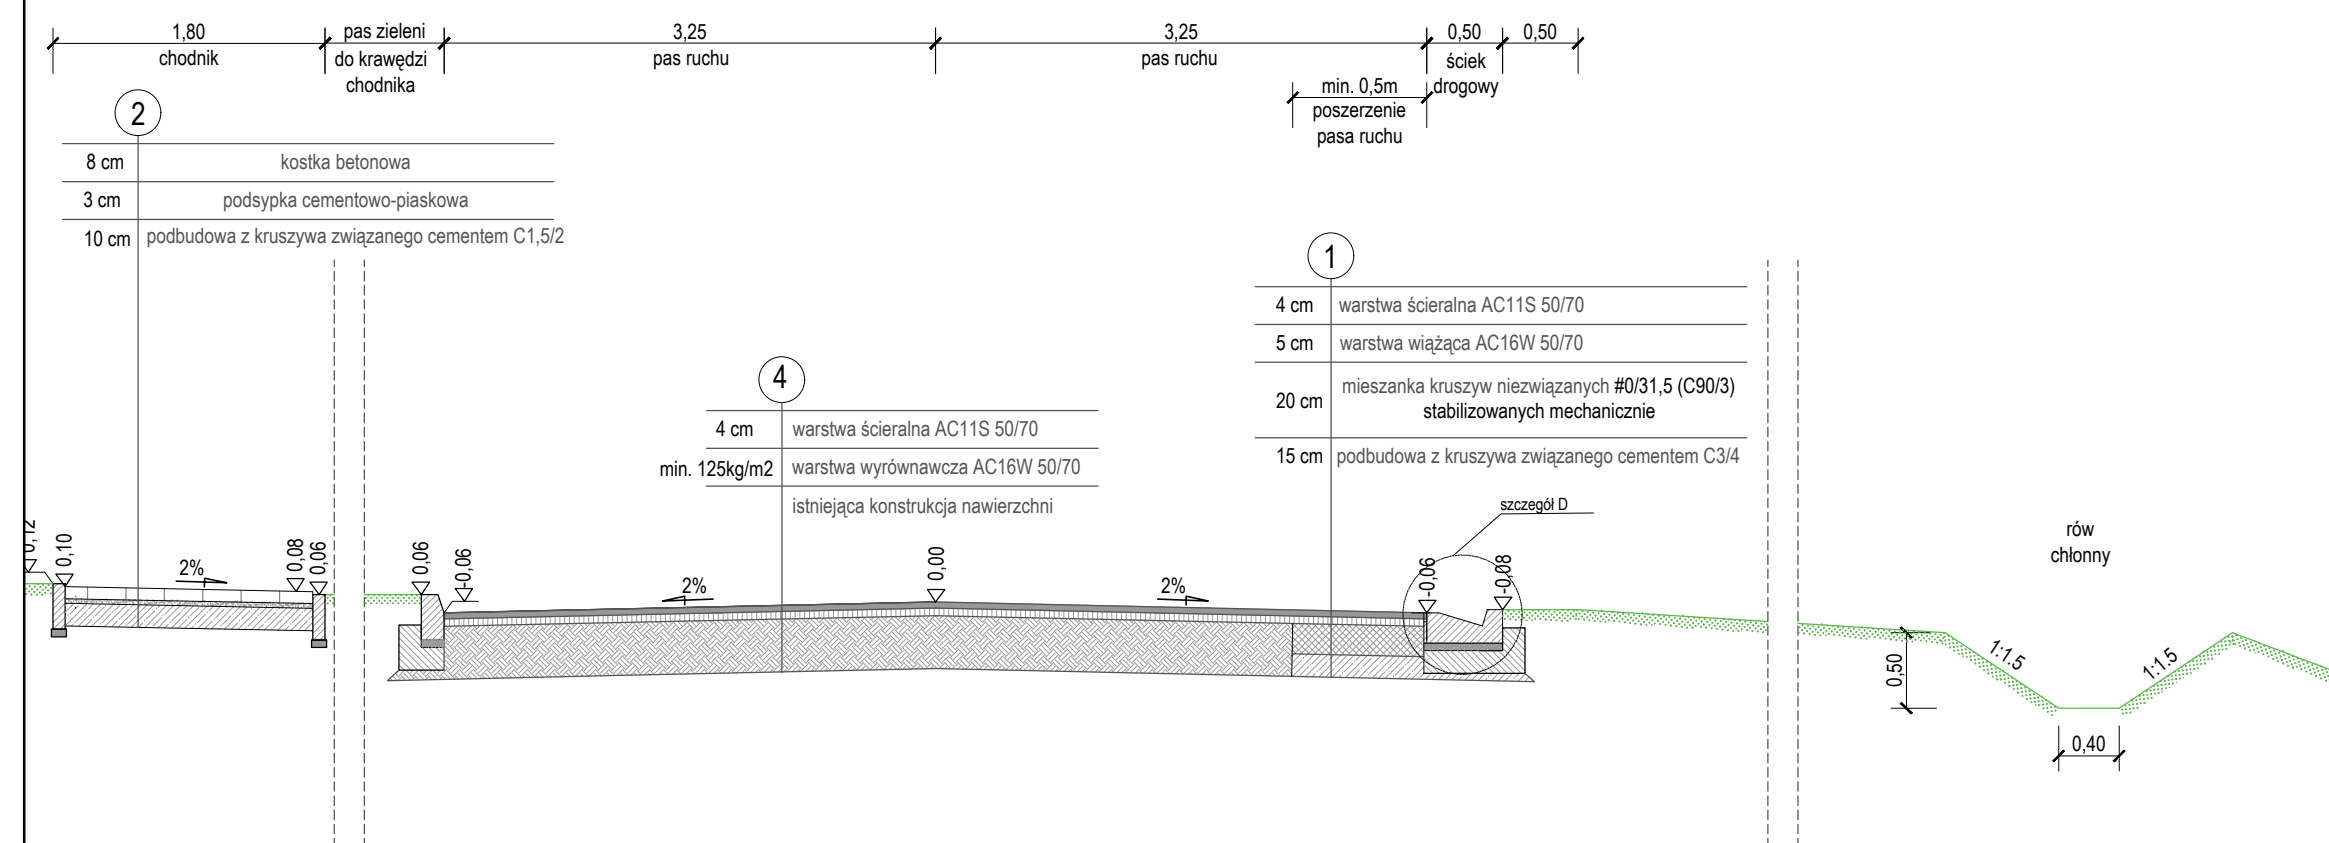 1,80
chodnik
pas zieleni
do krawędzi
chodnika
3,25
pas ruchu
3,25
pas ruchu
0,50
ściek
drogowy
0,50
min. 0,5m
poszerzenie
pasa ruchu
2
8 cm kostka betonowa
3 cm podsypka cementowo-piaskowa
10 cm podbudowa z kruszywa związanego cementem C1,5/2
1
4 cm warstwa ścieralna AC11S 50/70
5 cm warstwa wiążąca AC16W 50/70
20 cm mieszanka kruszyw niezwiązanych #0/31,5 (C90/3)
stabilizowanych mechanicznie
15 cm podbudowa z kruszywa związanego cementem C3/4
4
4 cm warstwa ścieralna AC11S 50/70
min. 125kg/m2 warstwa wyrównawcza AC16W 50/70
istniejąca konstrukcja nawierzchni
szczegół D
rów
chłonny
0,12
0,10
2%
0,08
0,06
0,06
-0,06
2%
0,00
2%
-0,06
-0,08
0,50
1:1.5
1:1.5
0,40